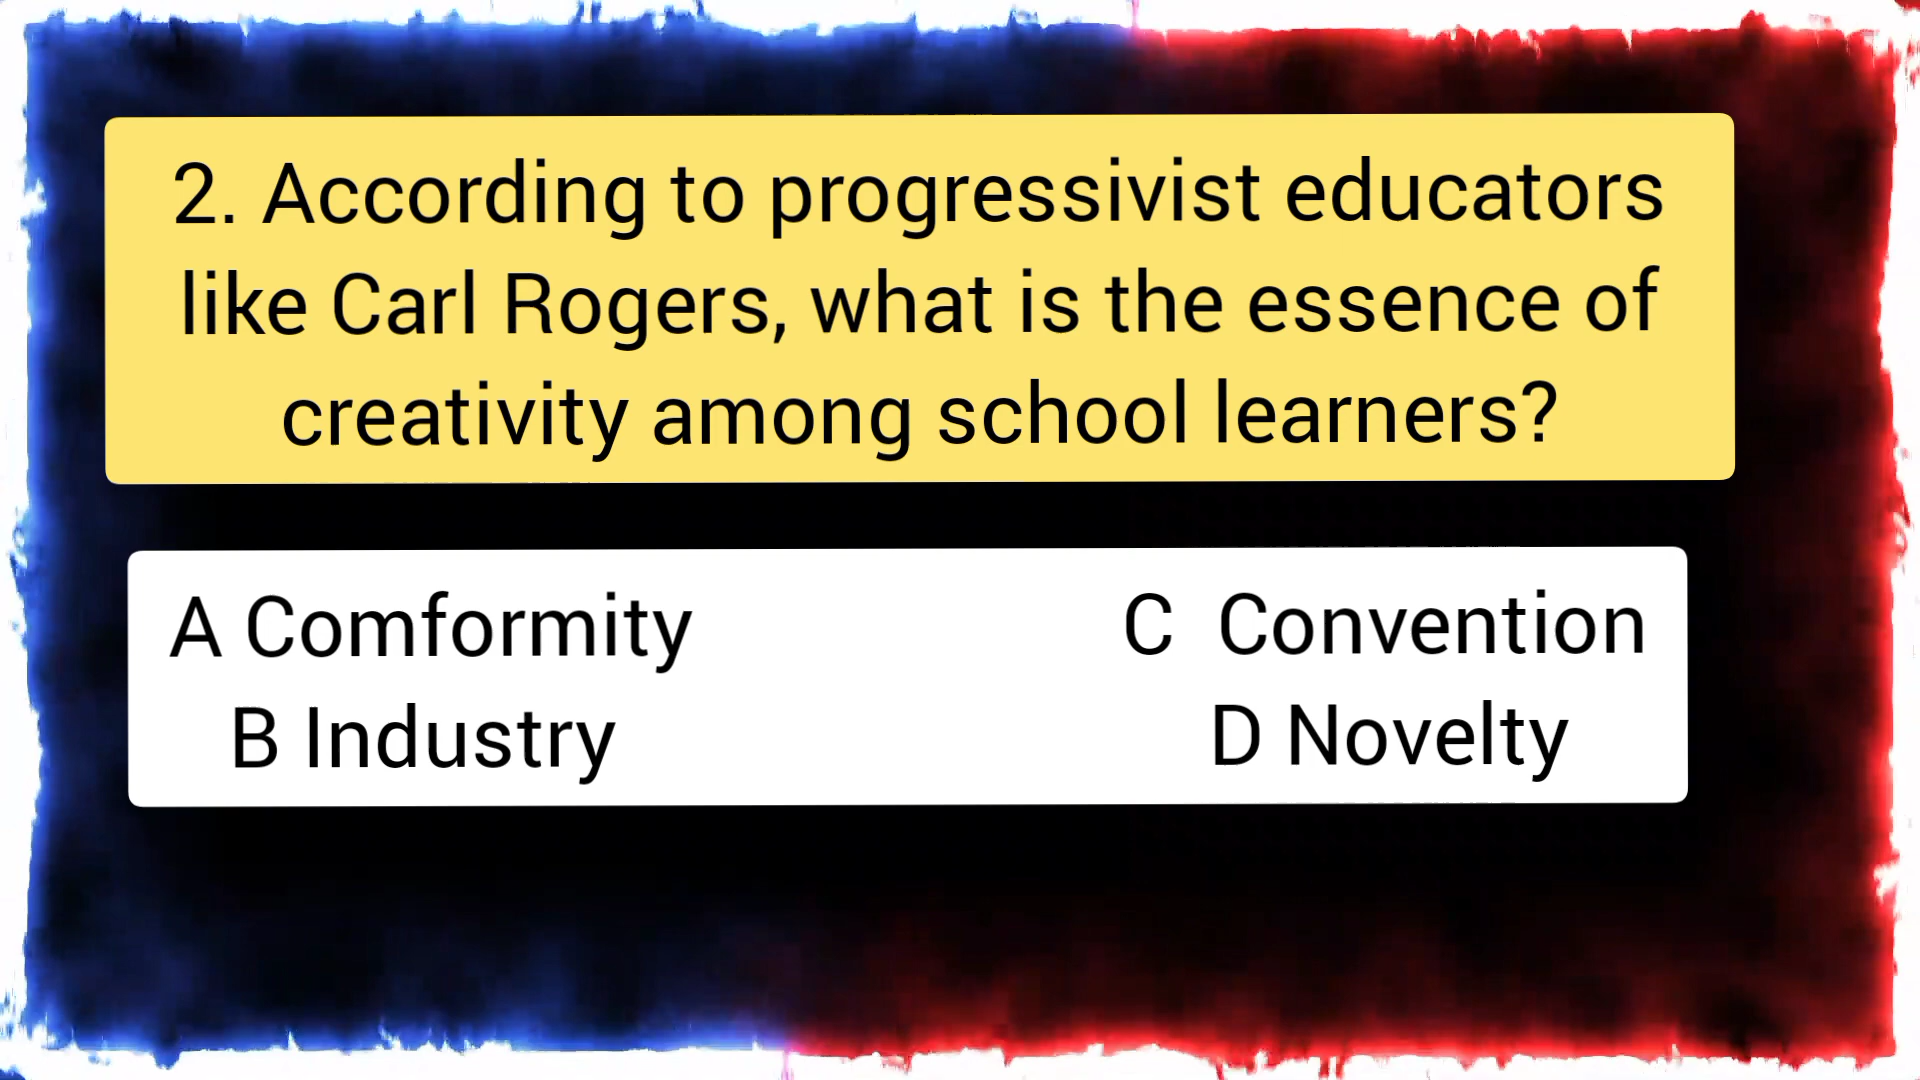 2. According to progressivist educators
like Carl Rogers, what is the essence of
creativity among school learners?
A Comformity
B Industry
C Convention
D Novelty